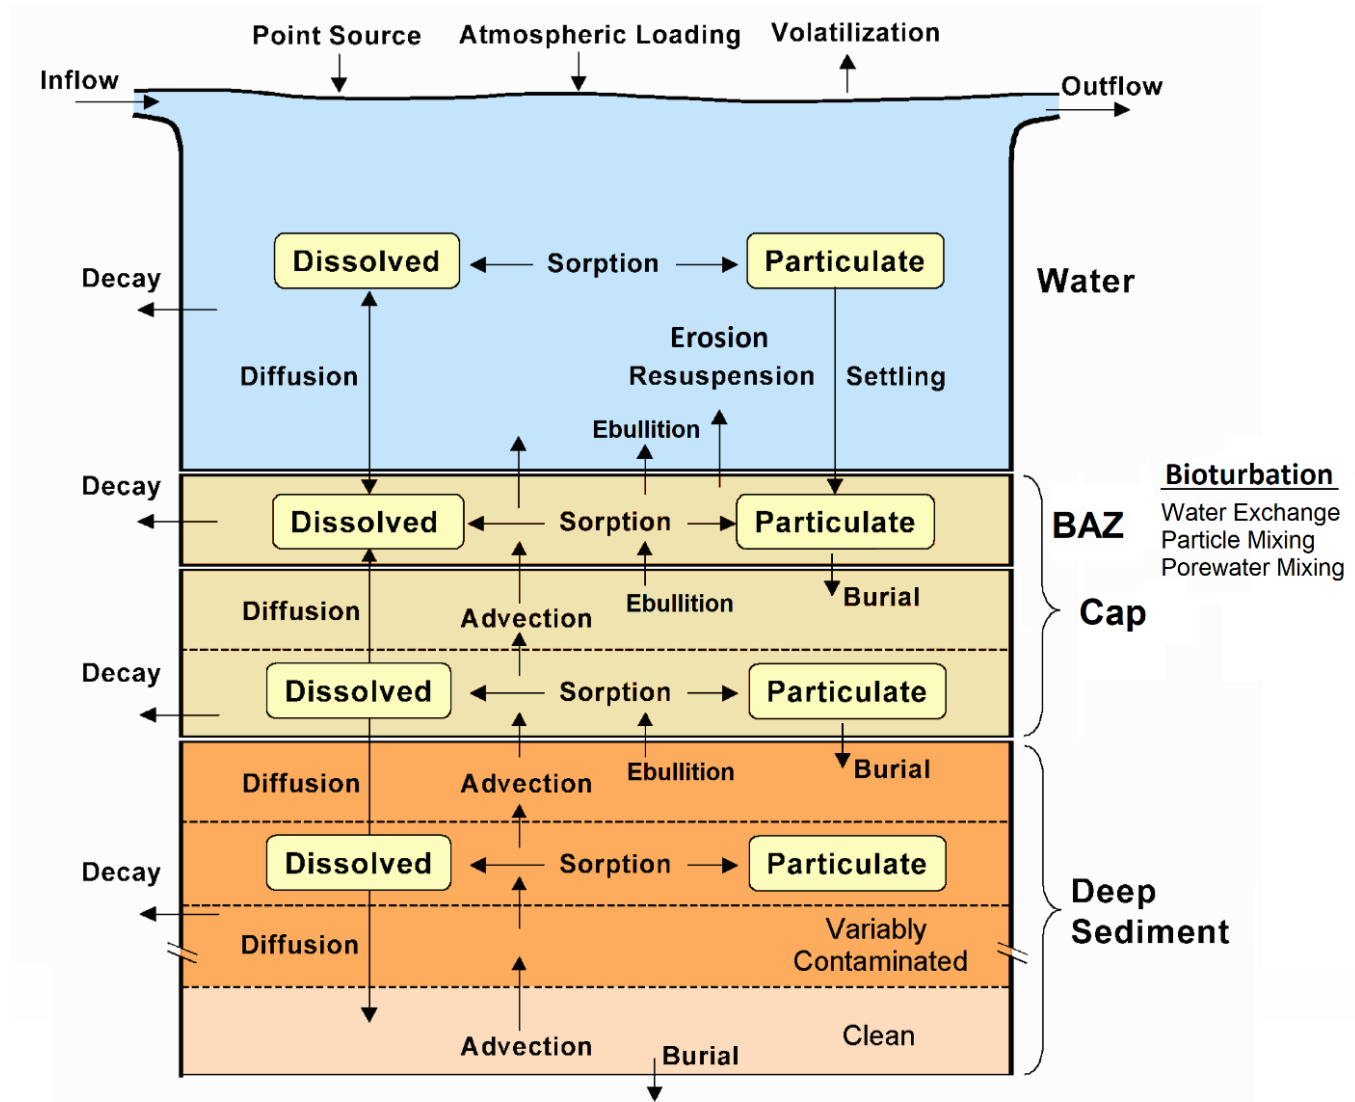 Point Source
Atmospheric Loading
Volatilization
Inflow
Outflow
Dissolved
Sorption
Particulate
Decay
Water
Erosion
Resuspension
Diffusion
Settling
Ebullition
Bioturbation
Water Exchange
Particle Mixing
Porewater Mixing
Decay
Dissolved
Sorption
Particulate
BAZ
Diffusion
Advection
Ebullition
Burial
Cap
Decay
Dissolved
Sorption
Particulate
Diffusion
Advection
Ebullition
Burial
Decay
Dissolved
Sorption
Particulate
Deep
Sediment
Diffusion
Variably
Contaminated
Advection
Clean
Burial